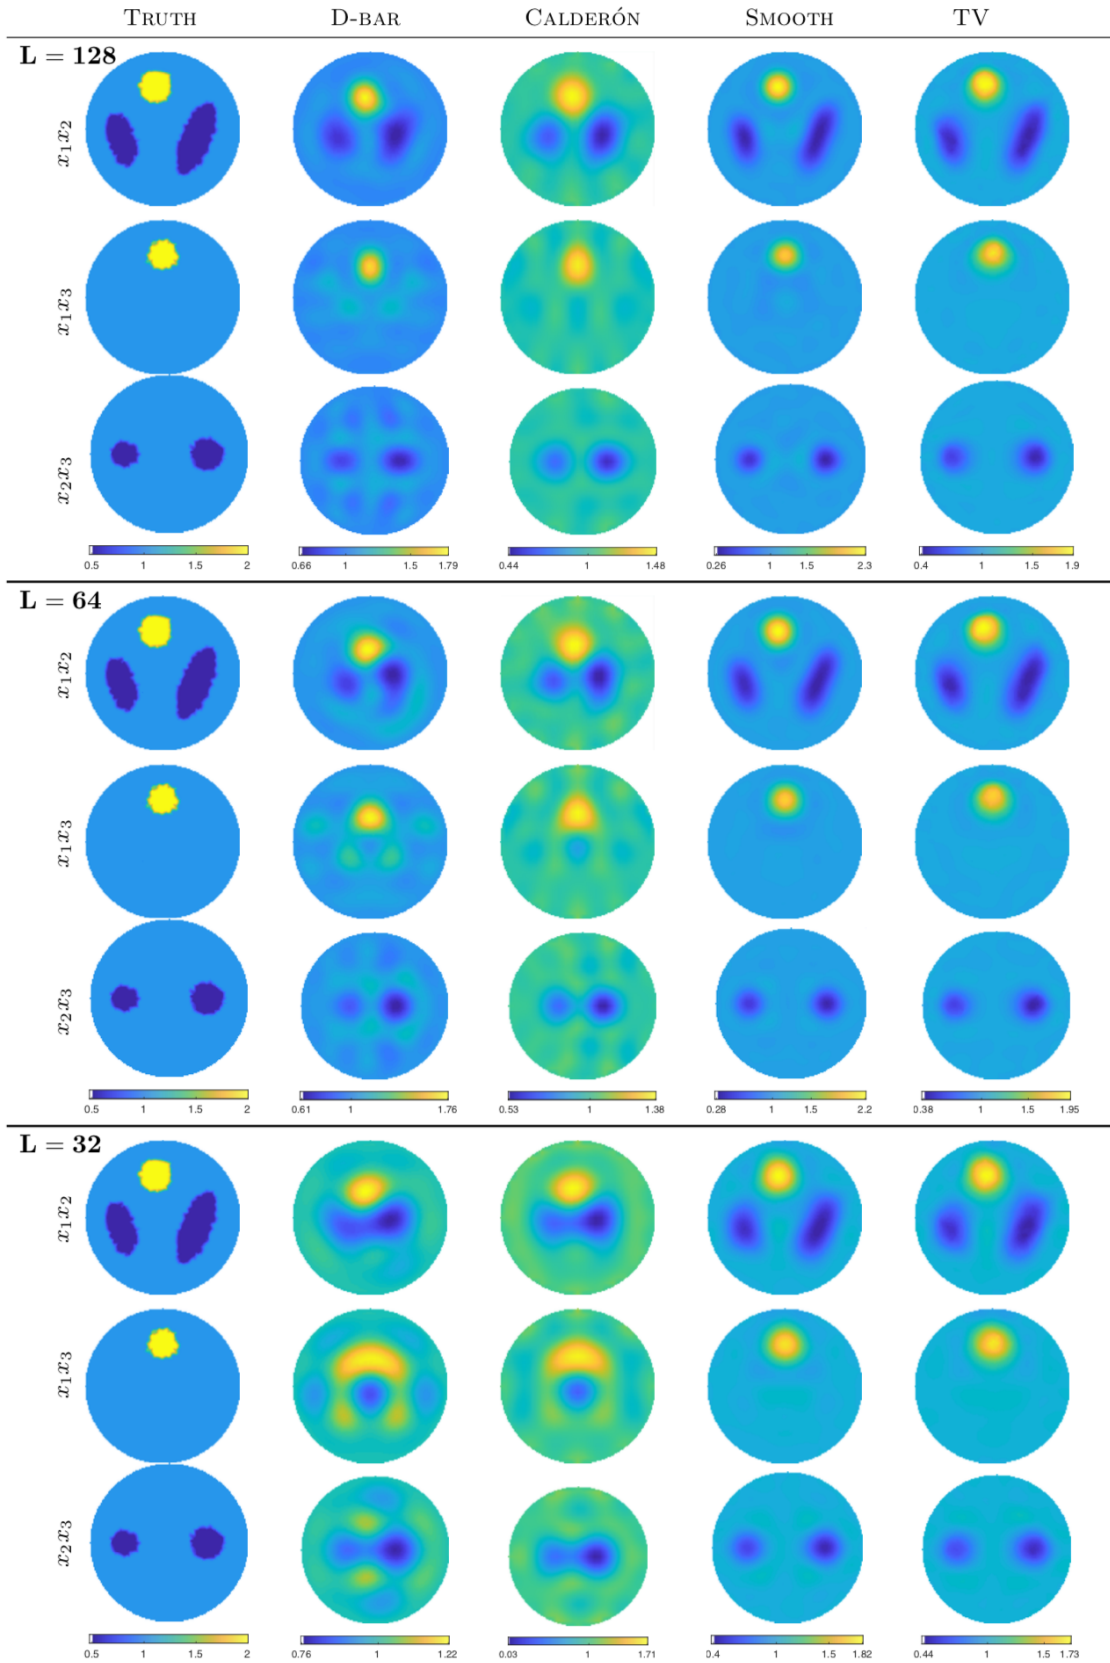 TRUTH D-BAR CALDERÓN SMOOTH TV
L = 128
x₁x₂
x₁x₃
x₂x₃
0.5 1 1.5 2 0.66 1 1.5 1.79 0.44 1 1.48 0.26 1 1.5 2.3 0.4 1 1.5 1.9
L = 64
x₁x₂
x₁x₃
x₂x₃
0.5 1 1.5 2 0.61 1 1.76 0.53 1 1.38 0.28 1 1.5 2.2 0.38 1 1.5 1.95
L = 32
x₁x₂
x₁x₃
x₂x₃
0.5 1 1.5 2 0.76 1 1.22 0.03 1 1.71 0.4 1 1.5 1.82 0.44 1 1.5 1.73